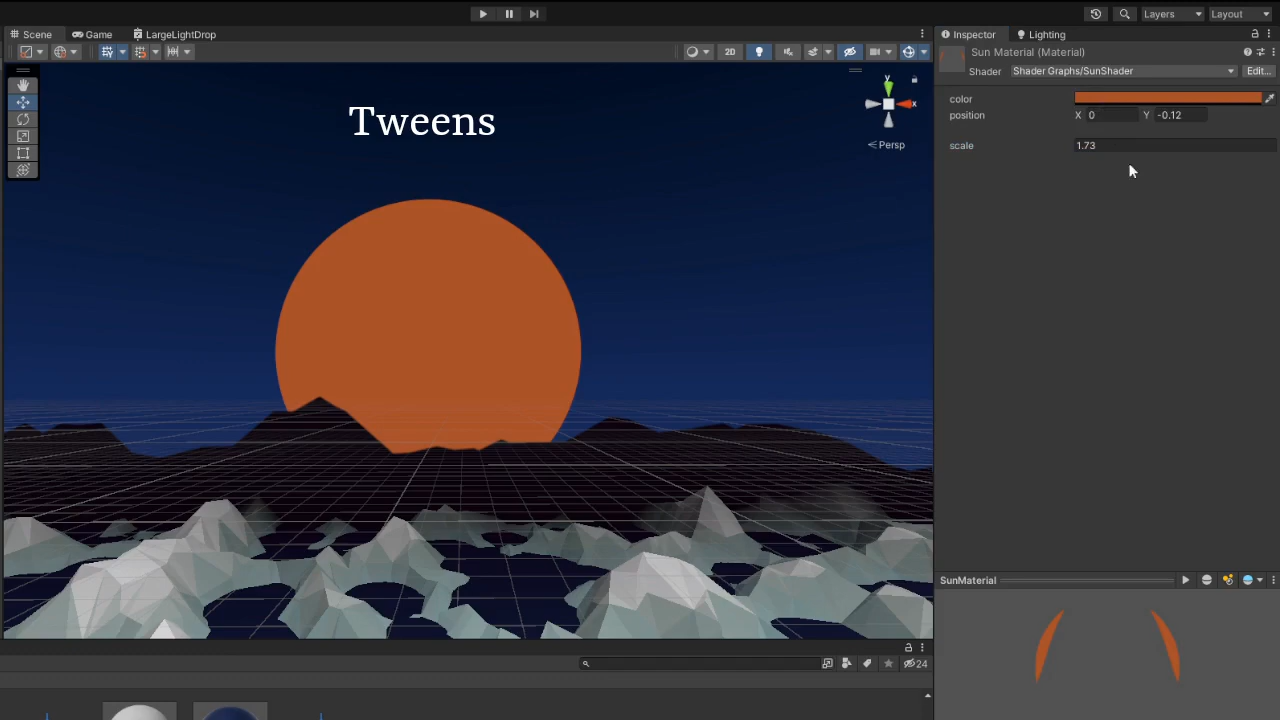 Layers Layout
Scene Game LargeLightDrop Inspector Lighting
2D
Sun Material (Material)
Shader Shader Graphs/SunShader Edit...
color
position X 0 Y -0.12
scale 1.73
Tweens
y
x
Persp
SunMaterial
24